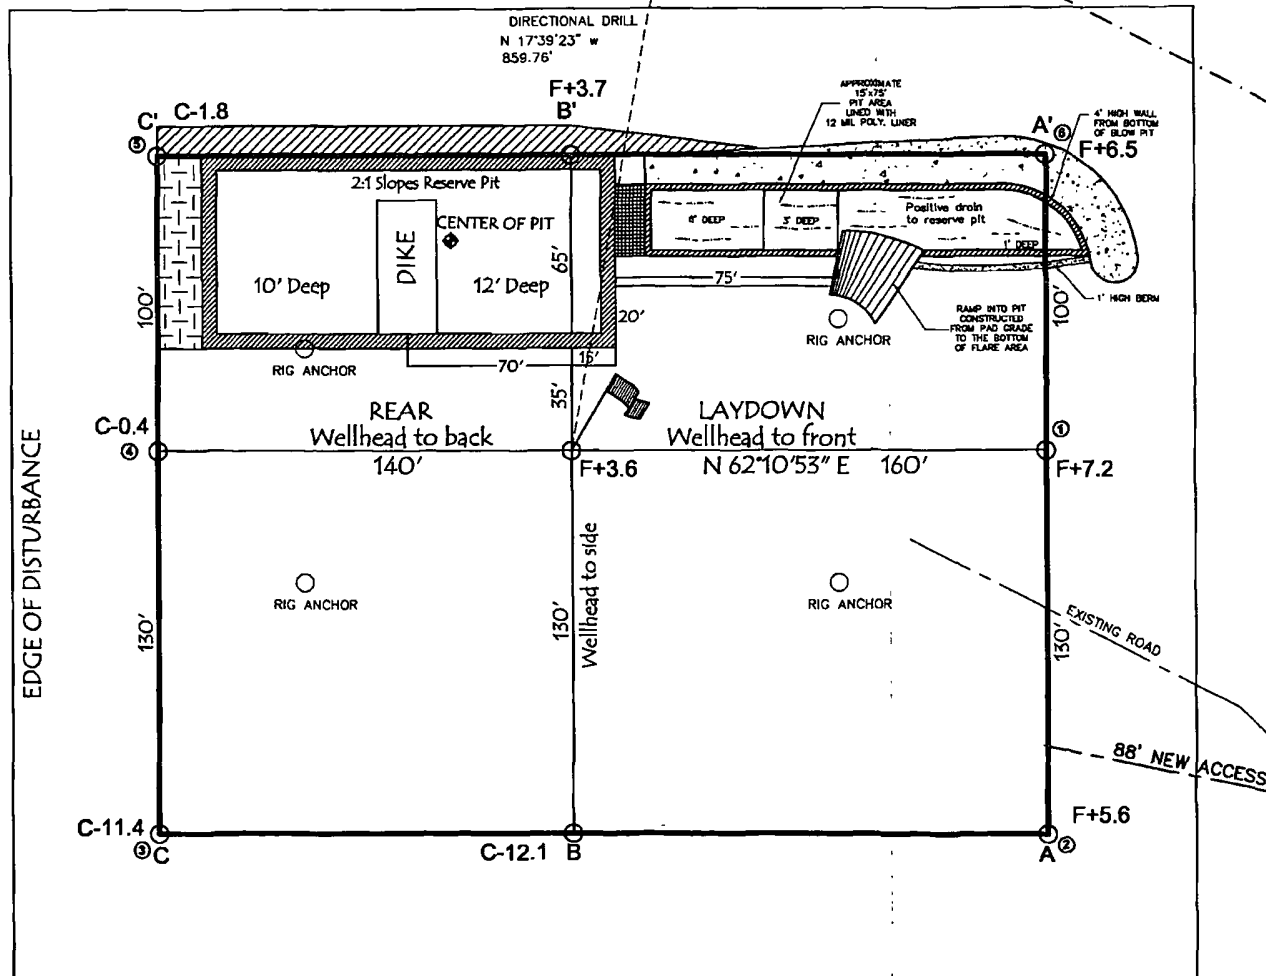 DIRECTIONAL DRILL
N 17°39'23" w
859.76'
F+3.7
B'
C'
C-1.8
⑤
APPROXIMATE
15'x75'
PIT AREA
LINED WITH
12 MIL POLY. LINER
A'
⑥
F+6.5
4' HIGH WALL
FROM BOTTOM
OF BLOW PIT
2:1 Slopes Reserve Pit
CENTER OF PIT
DIKE
10' Deep
12' Deep
65'
DEEP
3' DEEP
Positive drain
to reserve pit
1' DEEP
75'
1' HIGH BERM
100'
100'
20'
RAMP INTO PIT
CONSTRUCTED
FROM PAD GRADE
TO THE BOTTOM
OF FLARE AREA
RIG ANCHOR
RIG ANCHOR
70'
15'
35'
REAR
Wellhead to back
140'
LAYDOWN
Wellhead to front
N 62°10'53" E
160'
C-0.4
④
F+3.6
①
F+7.2
EDGE OF DISTURBANCE
Wellhead to side
130'
130'
130'
RIG ANCHOR
RIG ANCHOR
EXISTING ROAD
88' NEW ACCESS
C-11.4
③
C
C-12.1
B
F+5.6
A
②